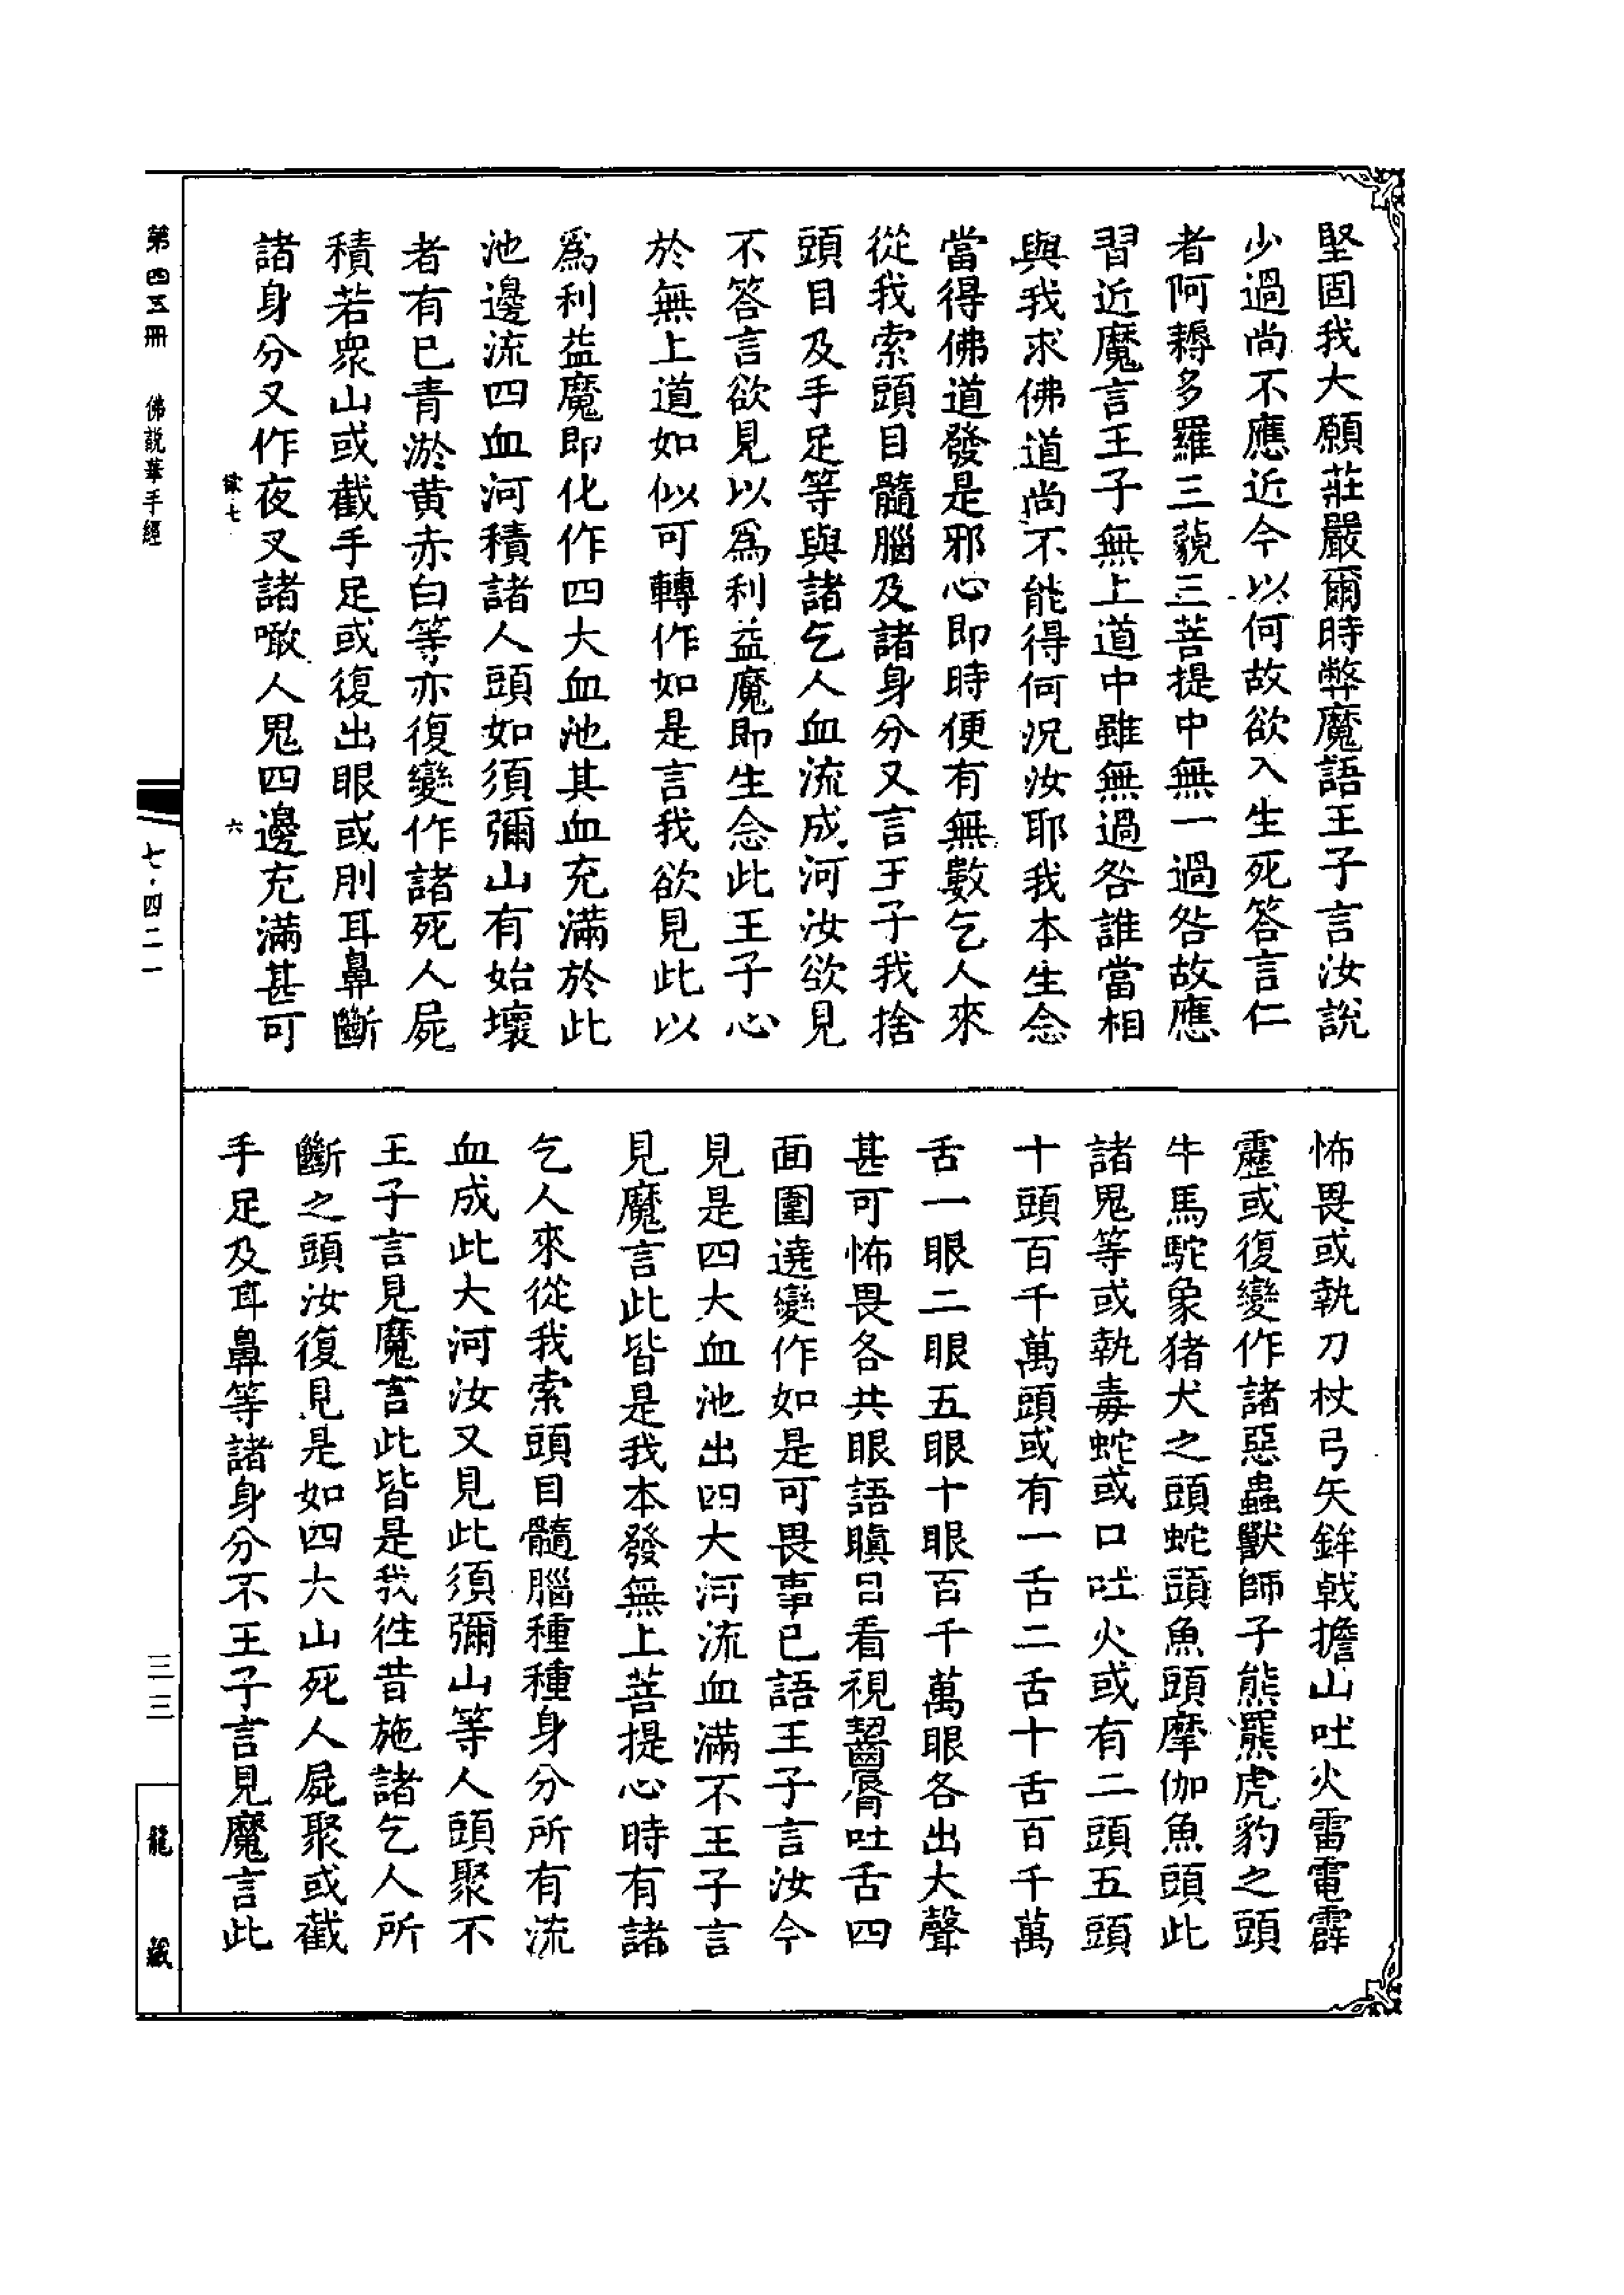 堅固我大願莊嚴爾時弊魔語王子言汝說
少過尚不應近今以何故欲入生死答言仁
者阿耨多羅三藐三菩提中無一過咎故應
習近魔言王子無上道中雖無過咎誰當相
與我求佛道尚不能得何況汝耶我本生念
當得佛道發是邪心即時便有無數乞人來
從我索頭目髓腦及諸身分又言王子我捨
頭目及手足等與諸乞人血流成河汝欲見
不答言欲見以爲利益魔即生念此王子心
於無上道如似可轉作如是言我欲見此以
爲利益魔即化作四大血池其血充滿於此
池邊流四血河積諸人頭如須彌山有始壞
者有已青淤黃赤白等亦復變作諸死人屍
積若衆山或截手足或復出眼或刖耳鼻斷
諸身分又作夜叉諸噉人鬼四邊充滿甚可
怖畏或執刀杖弓矢鉾戟擔山吐火雷電霹
靂或復變作諸惡蟲獸師子熊羆虎豹之頭
牛馬駝象猪犬之頭蛇頭魚頭摩伽魚頭此
諸鬼等或執毒蛇或口吐火或有二頭五頭
十頭百千萬頭或有一舌二舌十舌百千萬
舌一眼二眼五眼十眼百千萬眼各出大聲
甚可怖畏各共眼語瞋目看視齧脣吐舌四
面圍遶變作如是可畏事已語王子言汝今
見是四大血池出四大河流血滿不王子言
見魔言此皆是我本發無上菩提心時有諸
乞人來從我索頭目髓腦種種身分所有流
血成此大河汝又見此須彌山等人頭聚不
王子言見魔言此皆是我往昔施諸乞人所
斷之頭汝復見是如四大山死人屍聚或截
手足及耳鼻等諸身分不王子言見魔言此
第四五冊 佛說華手經
七·四二一
三三
龍藏
六